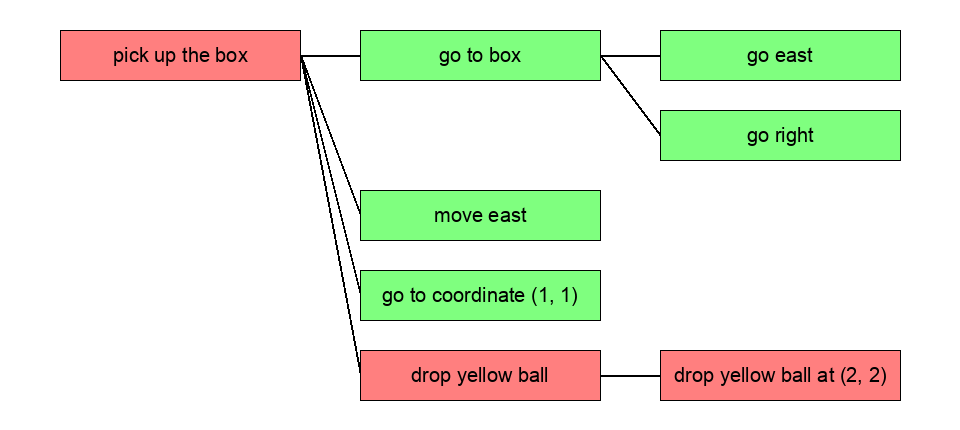 pick up the box
go to box
go east
go right
move east
go to coordinate (1, 1)
drop yellow ball
drop yellow ball at (2, 2)